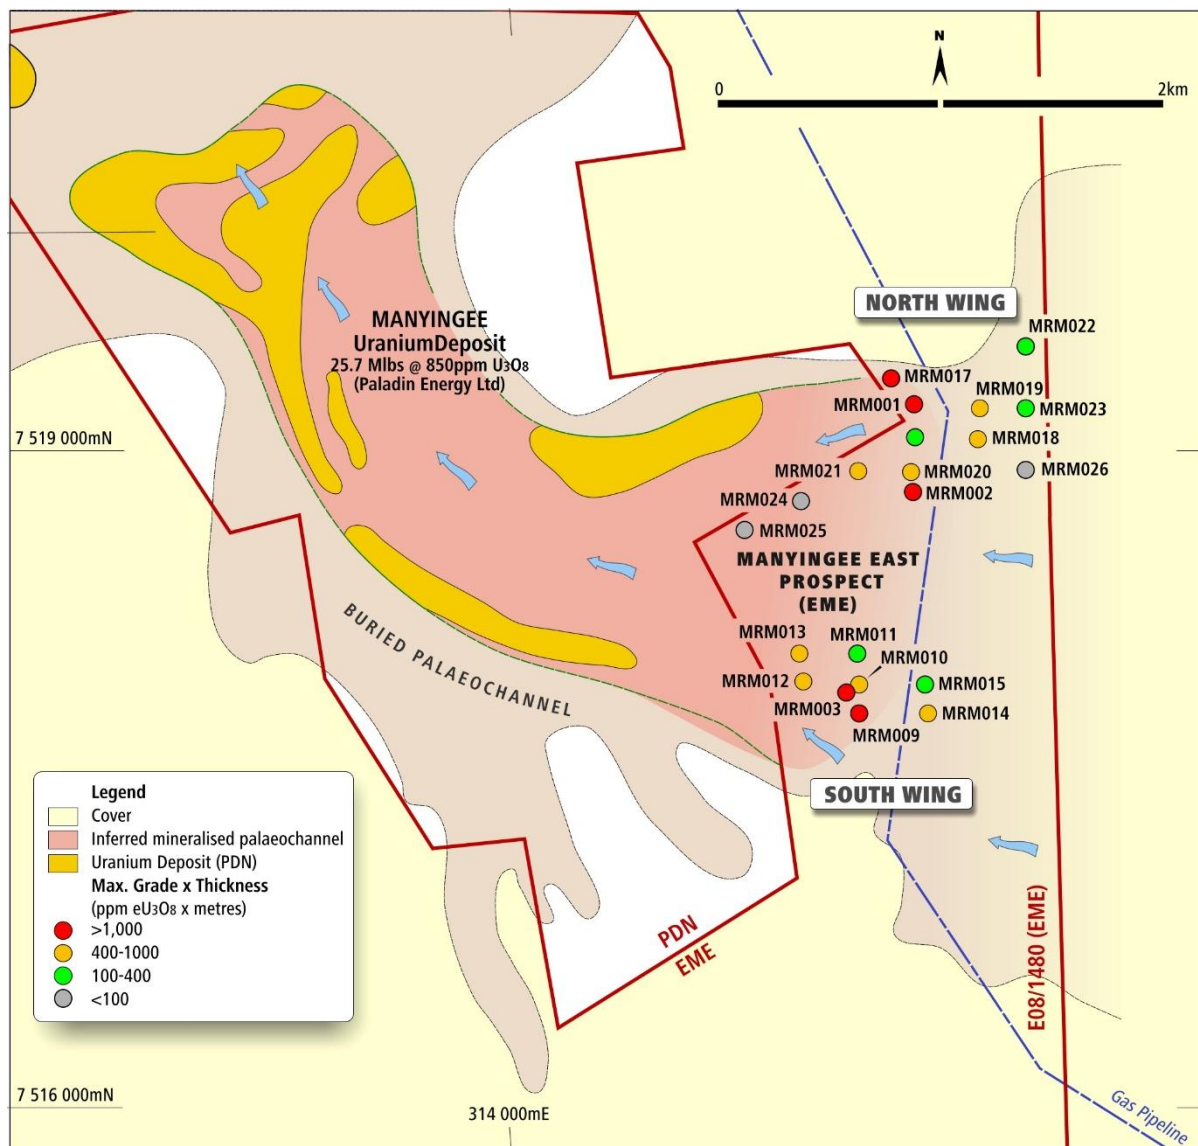 N
0
2km
NORTH WING
MRM022
MANYINGEE
UraniumDeposit
25.7 Mlbs @ 850ppm U3O8
(Paladin Energy Ltd)
MRM017
MRM019
MRM001
MRM023
7 519 000mN
MRM018
MRM021
MRM020
MRM026
MRM024
MRM002
MRM025
MANYINGEE EAST
PROSPECT
(EME)
BURIED PALAEOCHANNEL
MRM013
MRM011
MRM010
MRM012
MRM015
MRM003
MRM014
MRM009
SOUTH WING
Legend
Cover
Inferred mineralised palaeochannel
Uranium Deposit (PDN)
Max. Grade x Thickness
(ppm eU3O8 x metres)
>1,000
400-1000
100-400
<100
PDN
EME
E08/1480 (EME)
7 516 000mN
314 000mE
Gas Pipeline